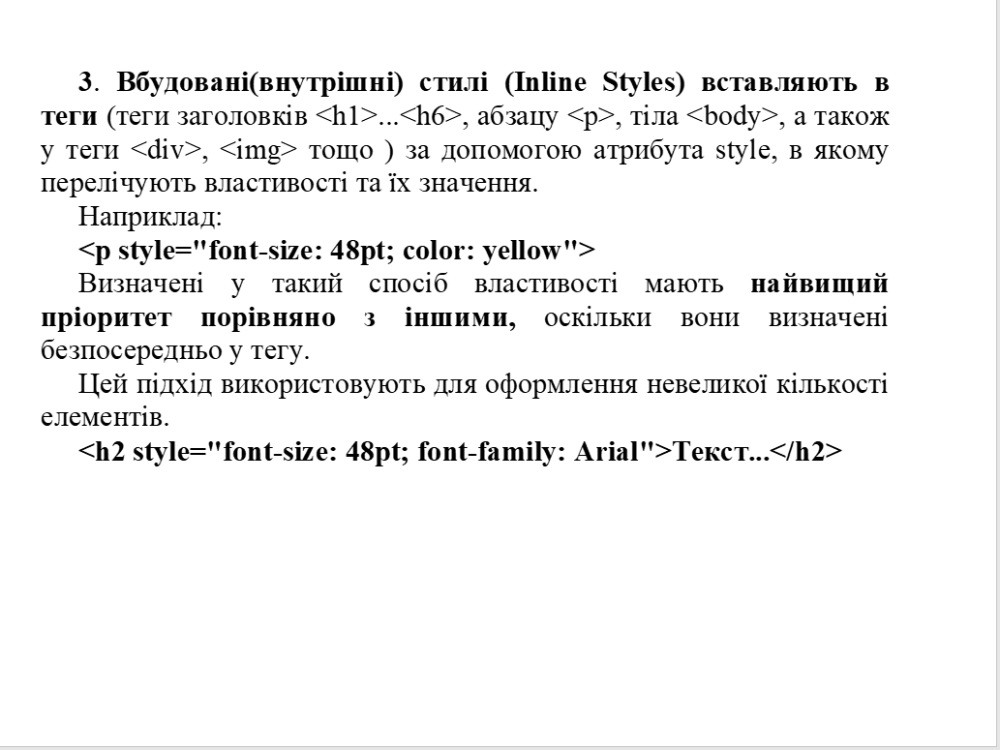 3. Вбудовані(внутрішні) стилі (Inline Styles) вставляють в
теги (теги заголовків <h1>...<h6>, абзацу <p>, тіла <body>, а також
у теги <div>, <img> тощо ) за допомогою атрибута style, в якому
перелічують властивості та їх значення.
Наприклад:
<p style="font-size: 48pt; color: yellow">
Визначені у такий спосіб властивості мають найвищий
пріоритет порівняно з іншими, оскільки вони визначені
безпосередньо у тегу.
Цей підхід використовують для оформлення невеликої кількості
елементів.
<h2 style="font-size: 48pt; font-family: Arial">Текст...</h2>